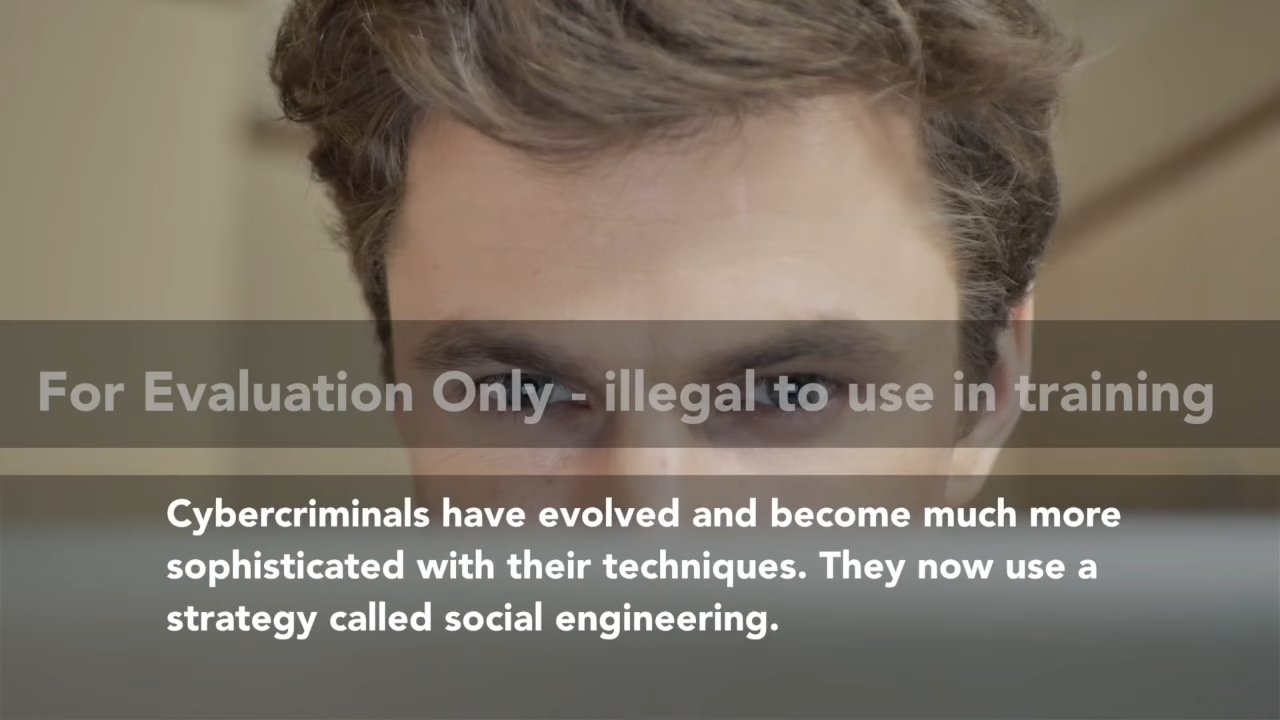 For Evaluation Only - illegal to use in training
Cybercriminals have evolved and become much more
sophisticated with their techniques. They now use a
strategy called social engineering.